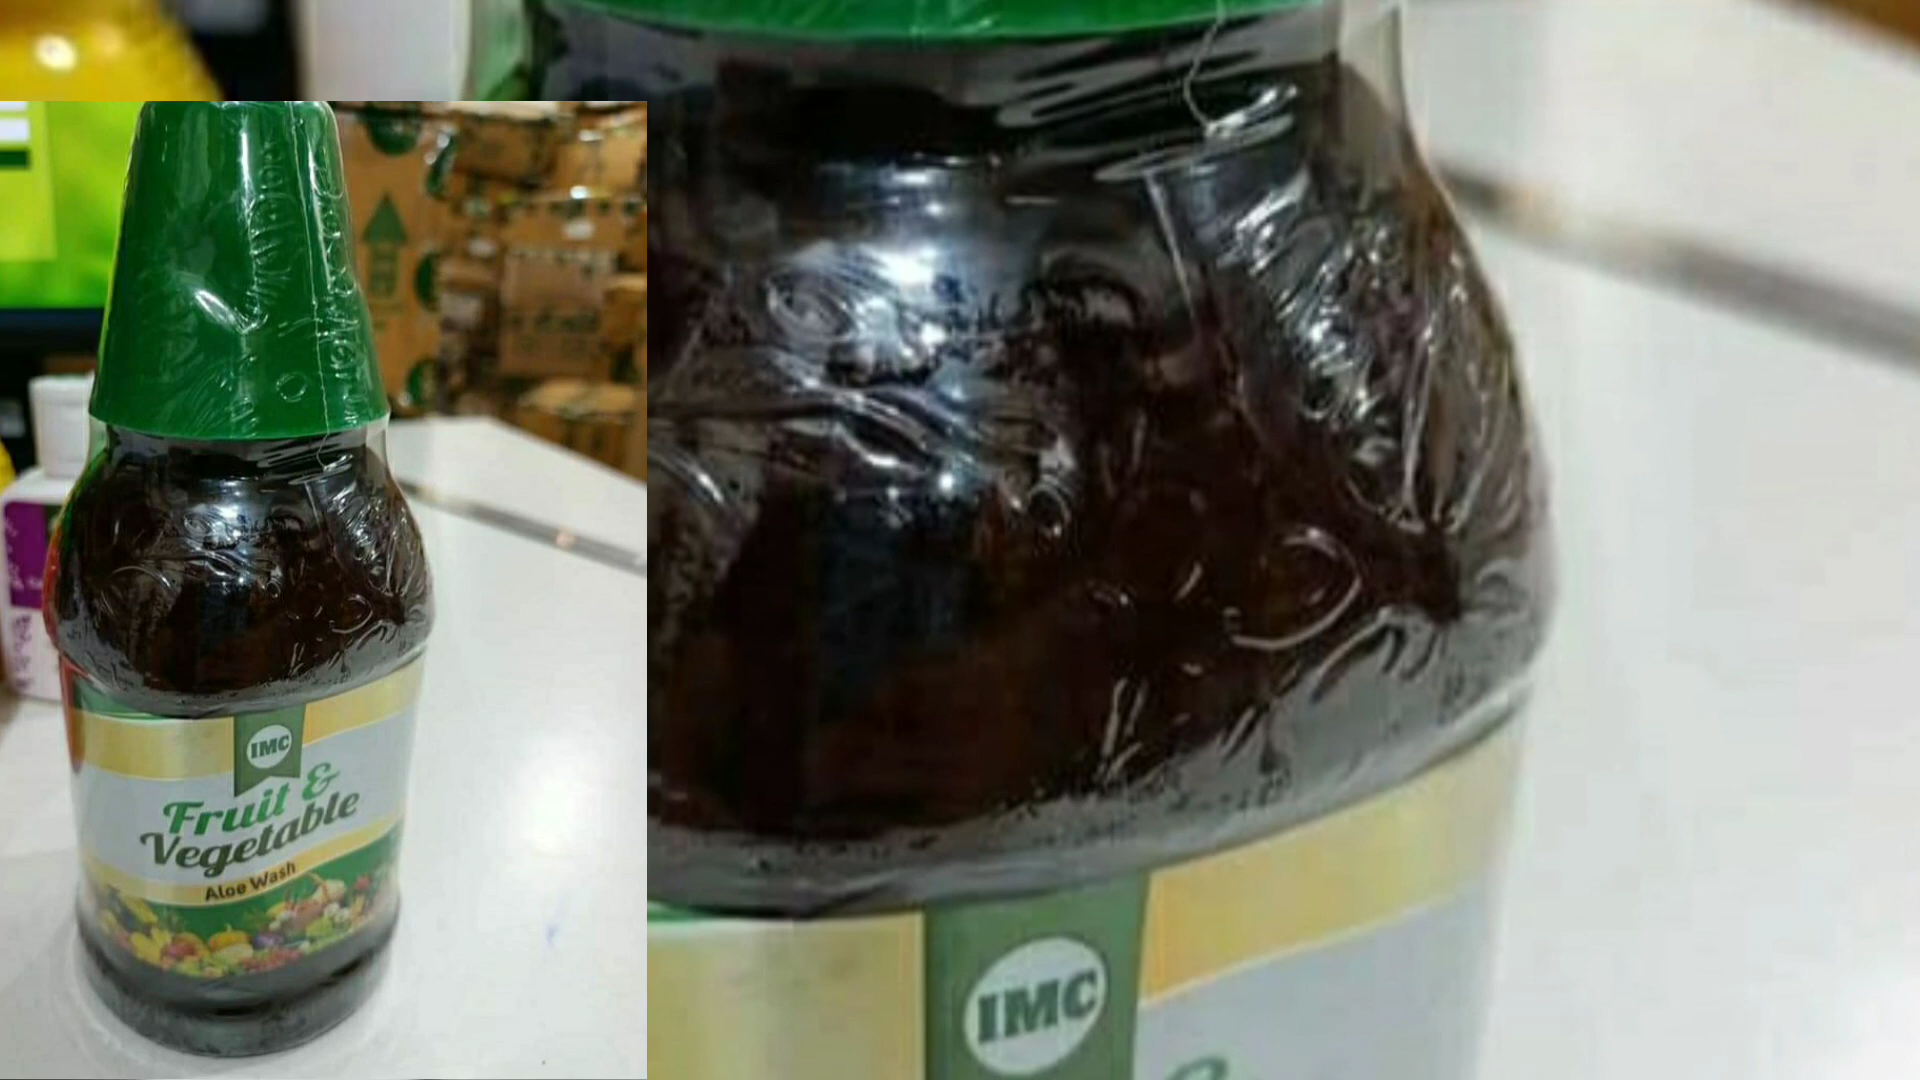 IMC
Fruit &
Vegetable
Aloe Wash
IMC